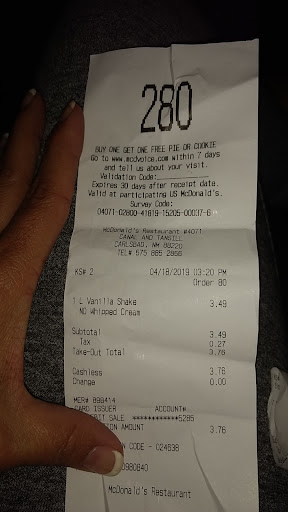 280
BUY ONE GET ONE FREE PIE OR COOKIE
Go to www.mcdvoice.com within 7 days
and tell us about your visit.
Validation Code:
Expires 30 days after receipt date.
Valid at participating US McDonald's.
Survey Code:
04071-02800-41819-15205-00037-6
McDonald's Restaurant #4071
CANAL AND TANSILL
CARLSBAD, NM 88220
TEL# 575 885 2866
KS# 2 04/18/2019 03:20 PM
Order 80
1 L Vanilla Shake 3.49
NO Whipped Cream
Subtotal 3.49
Tax 0.27
Take-Out Total 3.76
Cashless 3.76
Change 0.00
MER# 898414
CARD ISSUER ACCOUNT#
SALE ************5285
AMOUNT 3.76
CODE - 024638
McDonald's Restaurant